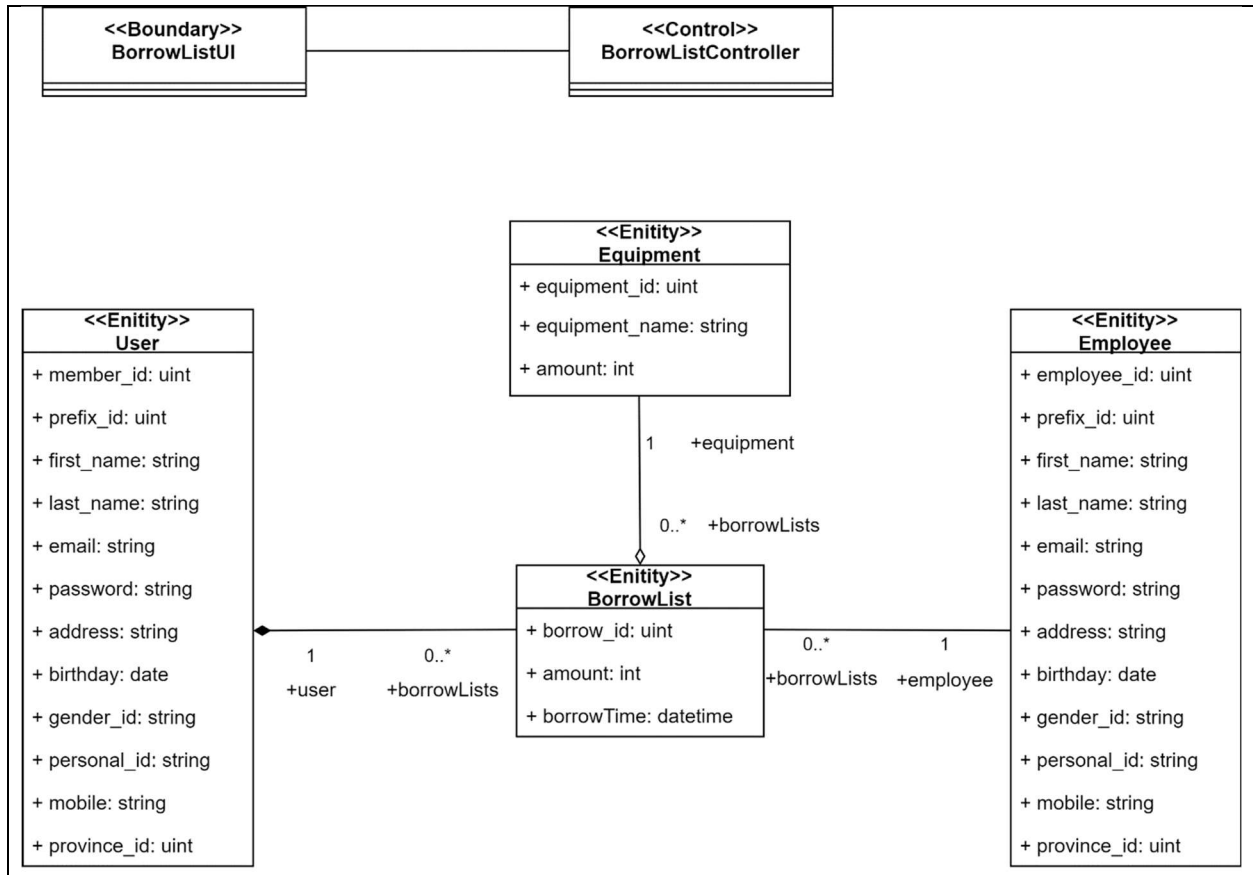 <<Boundary>>
BorrowListUI
<<Control>>
BorrowListController
<<Enitity>>
Equipment
+ equipment_id: uint
+ equipment_name: string
+ amount: int
<<Enitity>>
User
+ member_id: uint
+ prefix_id: uint
+ first_name: string
+ last_name: string
+ email: string
+ password: string
+ address: string
+ birthday: date
+ gender_id: string
+ personal_id: string
+ mobile: string
+ province_id: uint
<<Enitity>>
Employee
+ employee_id: uint
+ prefix_id: uint
+ first_name: string
+ last_name: string
+ email: string
+ password: string
+ address: string
+ birthday: date
+ gender_id: string
+ personal_id: string
+ mobile: string
+ province_id: uint
1 +equipment
0..* +borrowLists
<<Enitity>>
BorrowList
+ borrow_id: uint
+ amount: int
+ borrowTime: datetime
1 0..*
+user +borrowLists
0..* 1
+borrowLists +employee